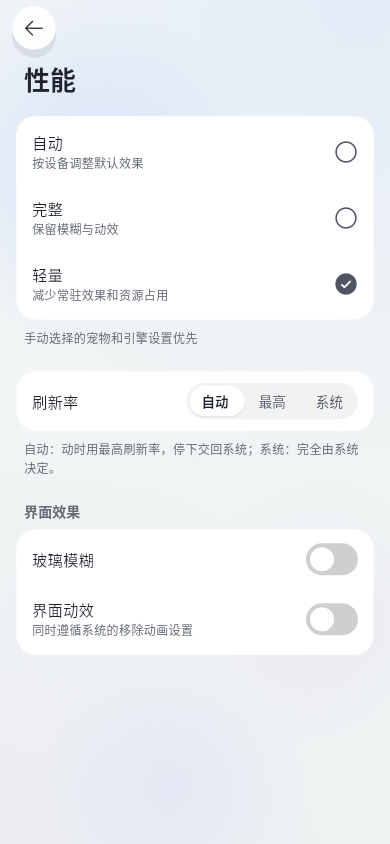 性能
自动
按设备调整默认效果
完整
保留模糊与动效
轻量
减少常驻效果和资源占用
手动选择的宠物和引擎设置优先
刷新率
自动
最高
系统
自动：动时用最高刷新率，停下交回系统；系统：完全由系统
决定。
界面效果
玻璃模糊
界面动效
同时遵循系统的移除动画设置